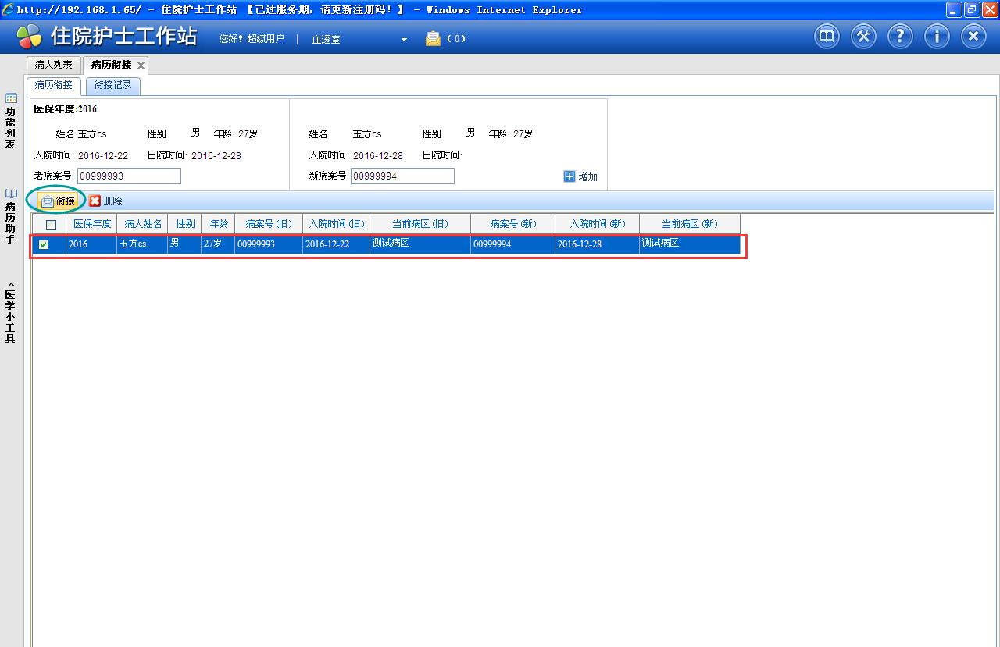 http://192.168.1.65/ - 住院护士工作站 【已过服务期，请更新注册码！】 - Windows Internet Explorer
住院护士工作站 您好! 超级用户 | 血透室 (0)
病人列表 病历衔接
病历衔接 衔接记录
功能列表
病历助手
医学小工具
医保年度:2016
姓名:玉方cs 性别: 男 年龄: 27岁 姓名: 玉方cs 性别: 男 年龄: 27岁
入院时间: 2016-12-22 出院时间: 2016-12-28 入院时间: 2016-12-28 出院时间:
老病案号: 00999993 新病案号: 00999994 增加
衔接 删除
医保年度 病人姓名 性别 年龄 病案号(旧) 入院时间(旧) 当前病区(旧) 病案号(新) 入院时间(新) 当前病区(新)
2016 玉方cs 男 27岁 00999993 2016-12-22 测试病区 00999994 2016-12-28 测试病区